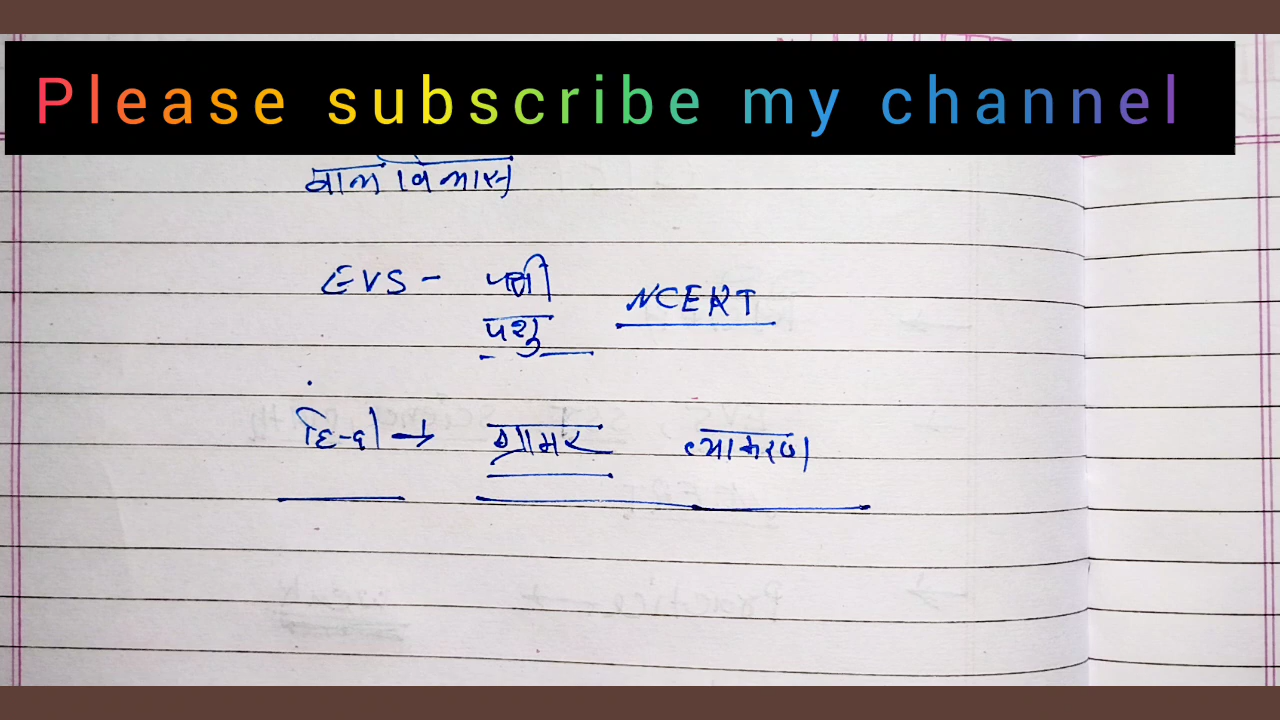 Please subscribe my channel
बाल विकास
EVS - पक्षी
पशु NCERT
हिन्दी → ग्रामर व्याकरण